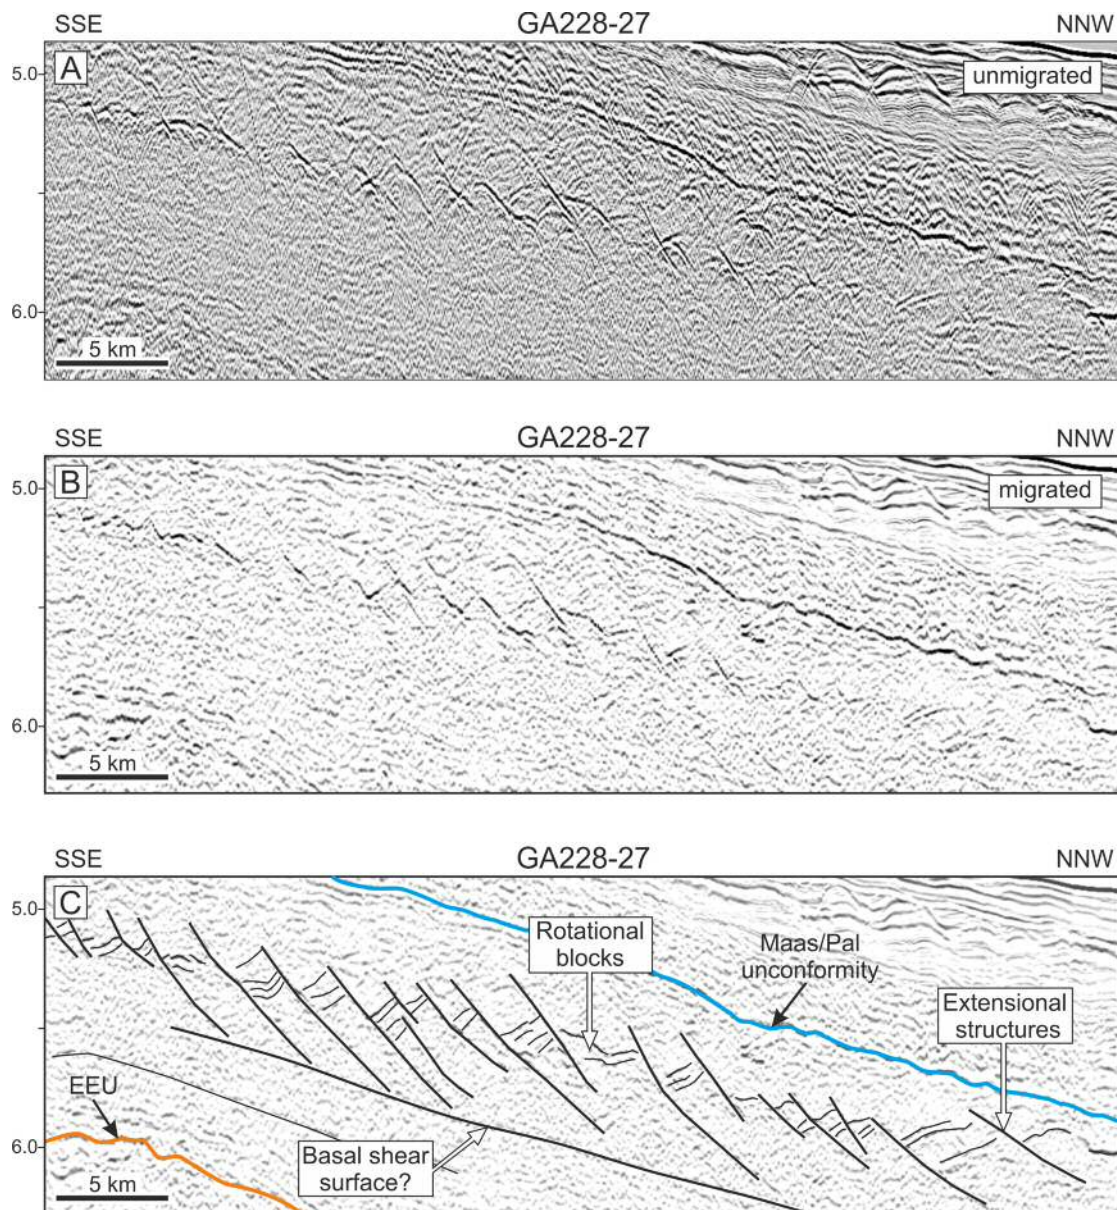 SSE GA228-27 NNW
A
unmigrated
5.0
6.0
5 km
SSE GA228-27 NNW
B
migrated
5.0
6.0
5 km
SSE GA228-27 NNW
C
5.0
Rotational
blocks
Maas/Pal
unconformity
Extensional
structures
EEU
6.0
Basal shear
surface?
5 km